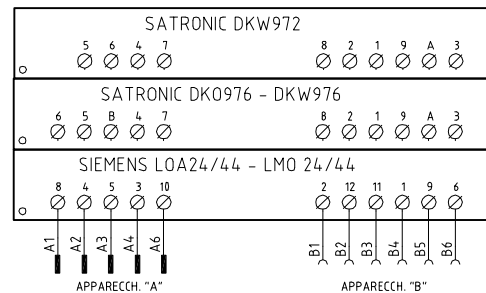 SATRONIC DKW972
5 6 4 7 8 2 1 9 A 3
SATRONIC DKO976 - DKW976
6 5 B 4 7 8 2 1 9 A 3
SIEMENS LOA24/44 - LMO 24/44
8 4 5 3 10 2 12 11 1 9 6
A1 A2 A3 A4 A6 B1 B2 B3 B4 B5 B6
APPARECCH. "A" APPARECCH. "B"